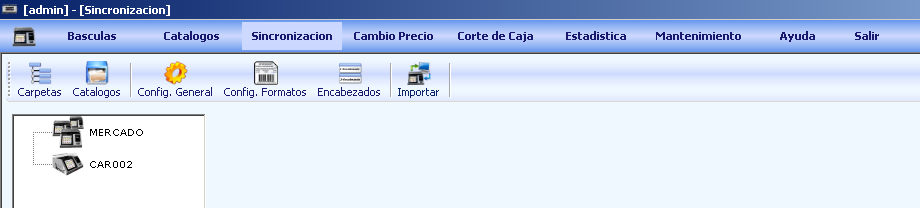 [admin] - [Sincronizacion]
Basculas Catalogos Sincronizacion Cambio Precio Corte de Caja Estadistica Mantenimiento Ayuda Salir
Carpetas Catalogos Config. General Config. Formatos Encabezados Importar
MERCADO
CAR002